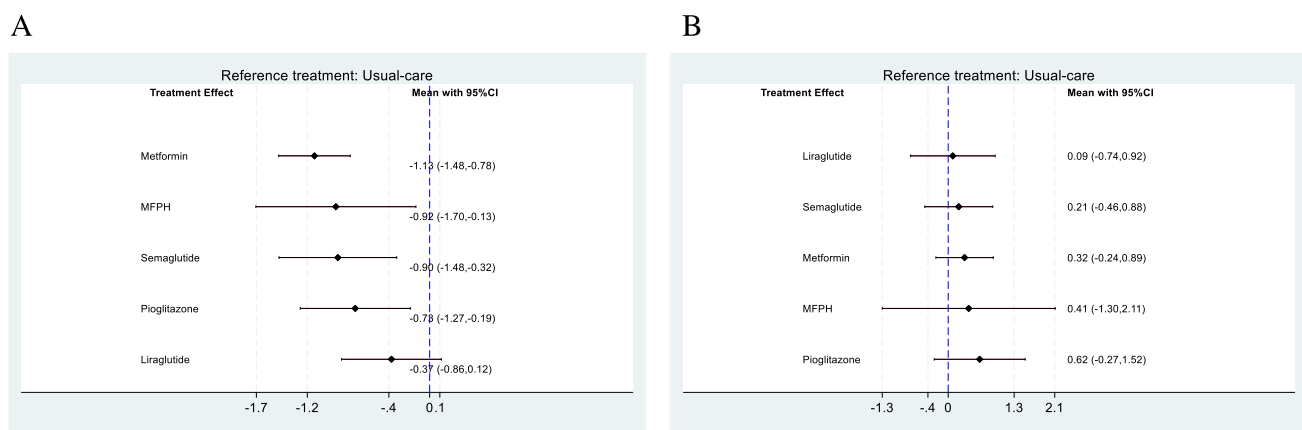 A
Reference treatment: Usual-care
Treatment Effect Mean with 95%CI
Metformin -1.13 (-1.48,-0.78)
MFPH -0.92 (-1.70,-0.13)
Semaglutide -0.90 (-1.48,-0.32)
Pioglitazone -0.73 (-1.27,-0.19)
Liraglutide -0.37 (-0.86,0.12)
-1.7 -1.2 -.4 0.1
B
Reference treatment: Usual-care
Treatment Effect Mean with 95%CI
Liraglutide 0.09 (-0.74,0.92)
Semaglutide 0.21 (-0.46,0.88)
Metformin 0.32 (-0.24,0.89)
MFPH 0.41 (-1.30,2.11)
Pioglitazone 0.62 (-0.27,1.52)
-1.3 -.4 0 1.3 2.1